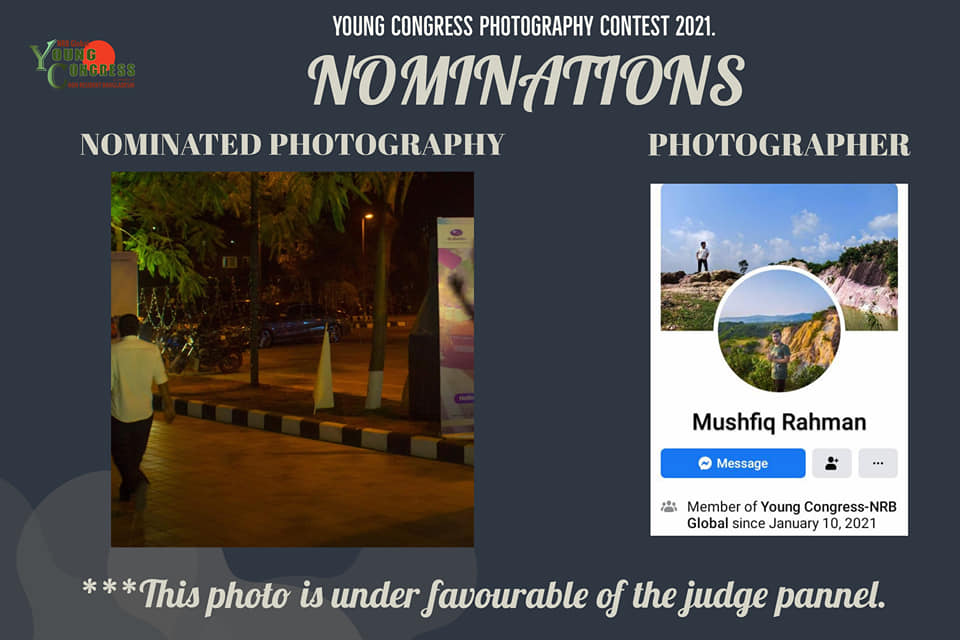 YOUNG CONGRESS PHOTOGRAPHY CONTEST 2021.
Young
Congress
NOMINATIONS
NOMINATED PHOTOGRAPHY
PHOTOGRAPHER
Mushfiq Rahman
Message
Member of Young Congress-NRB
Global since January 10, 2021
***This photo is under favourable of the judge pannel.